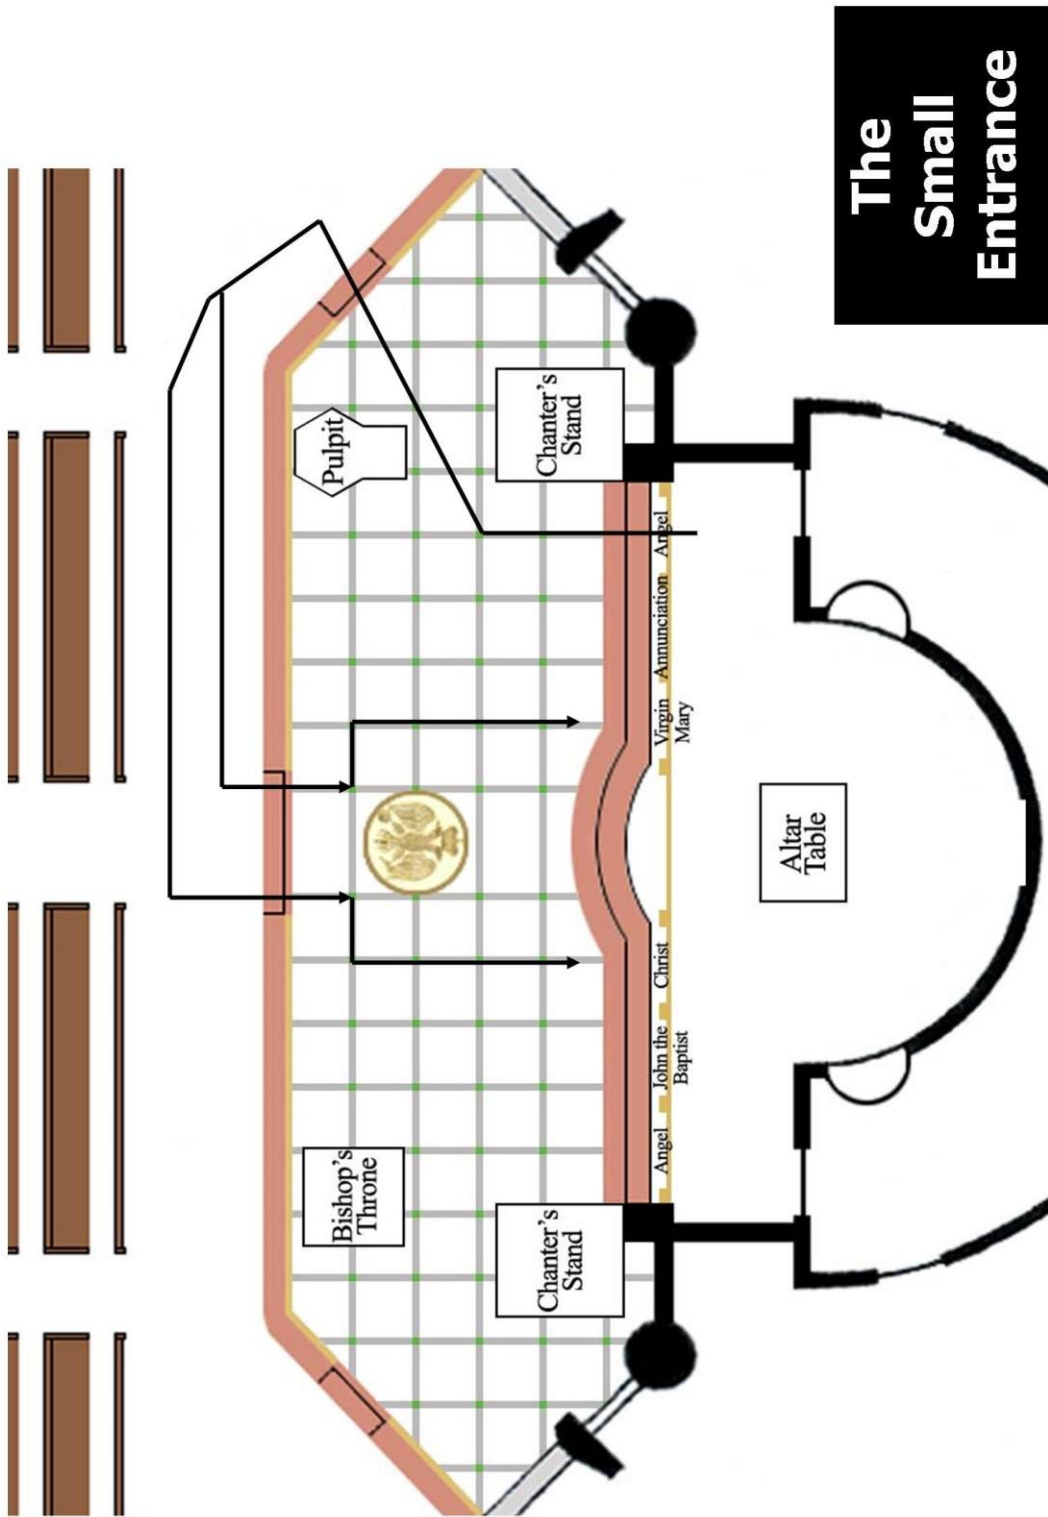 The
Small
Entrance
Pulpit
Chanter's
Stand
Bishop's
Throne
Chanter's
Stand
Angel
John the
Baptist
Christ
Virgin
Mary
Annunciation
Angel
Altar
Table